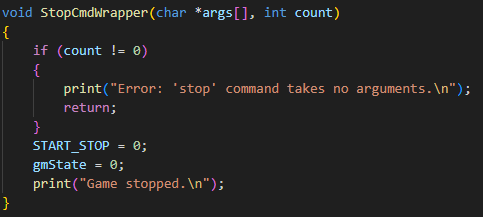 void StopCmdWrapper(char *args[], int count)
{
    if (count != 0)
    {
        print("Error: 'stop' command takes no arguments.\n");
        return;
    }
    START_STOP = 0;
    gmState = 0;
    print("Game stopped.\n");
}